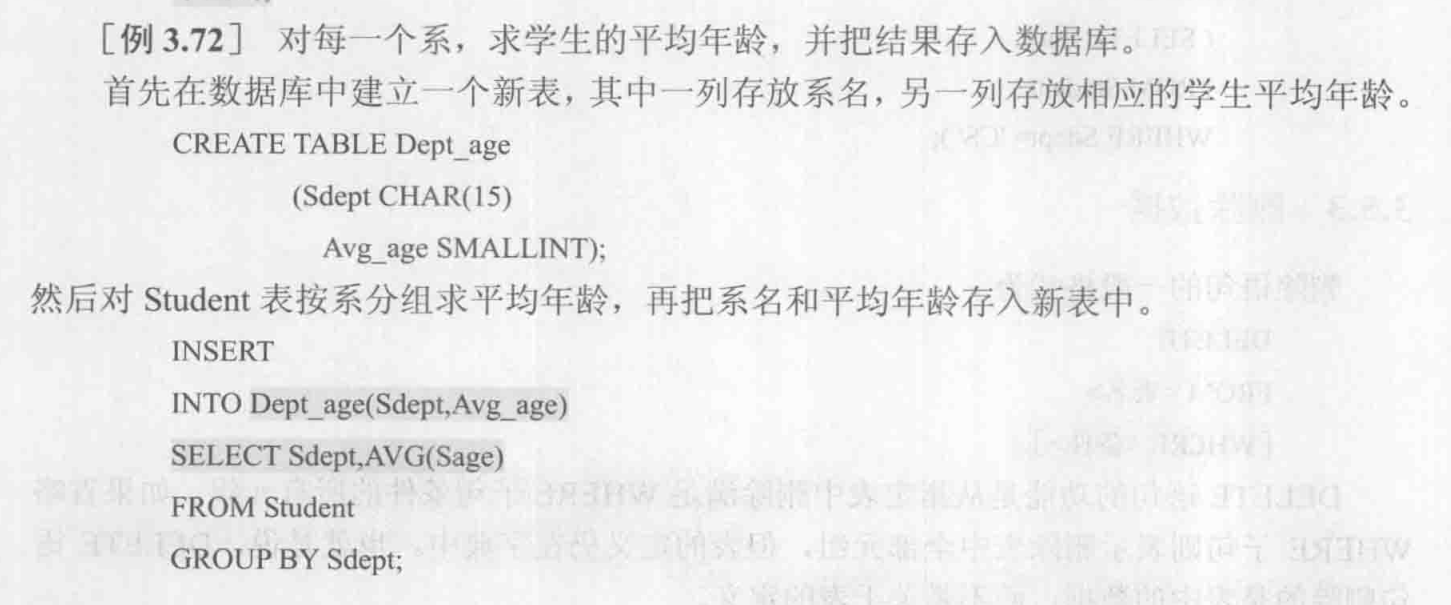 ［例 3.72］ 对每一个系，求学生的平均年龄，并把结果存入数据库。
首先在数据库中建立一个新表，其中一列存放系名，另一列存放相应的学生平均年龄。
CREATE TABLE Dept_age
(Sdept CHAR(15)
Avg_age SMALLINT);
然后对 Student 表按系分组求平均年龄，再把系名和平均年龄存入新表中。
INSERT
INTO Dept_age(Sdept,Avg_age)
SELECT Sdept,AVG(Sage)
FROM Student
GROUP BY Sdept;